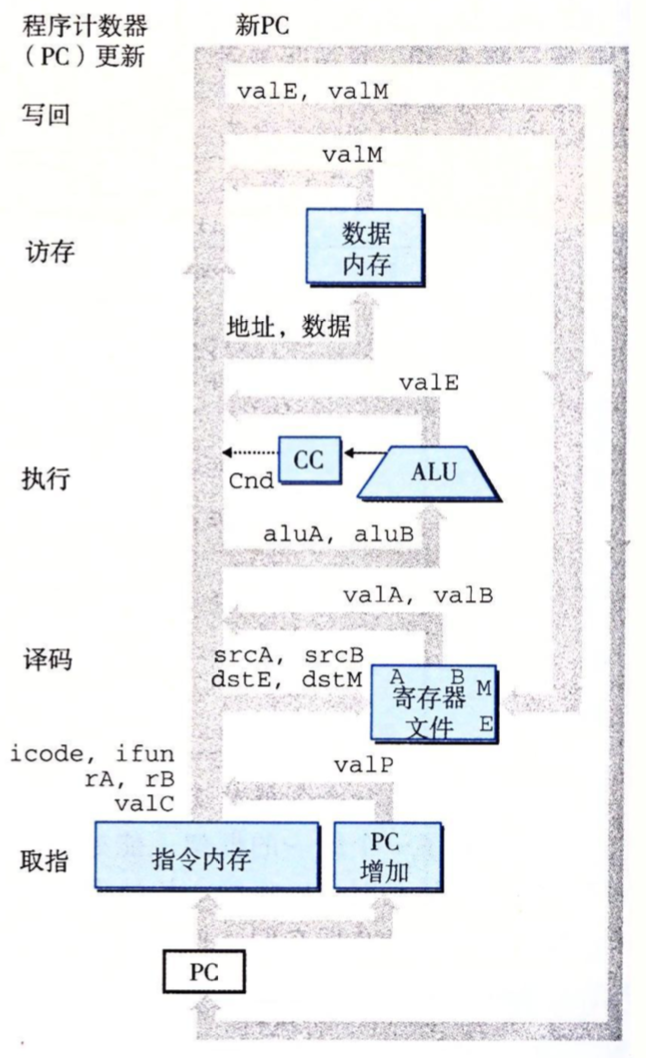 程序计数器
（PC）更新
新PC
valE, valM
写回
valM
数据
内存
访存
地址，数据
valE
CC
ALU
Cnd
执行
aluA, aluB
valA, valB
译码
srcA, srcB
dstE, dstM
A
B
M
寄存器
文件
E
icode, ifun
rA, rB
valC
valP
取指
指令内存
PC
增加
PC